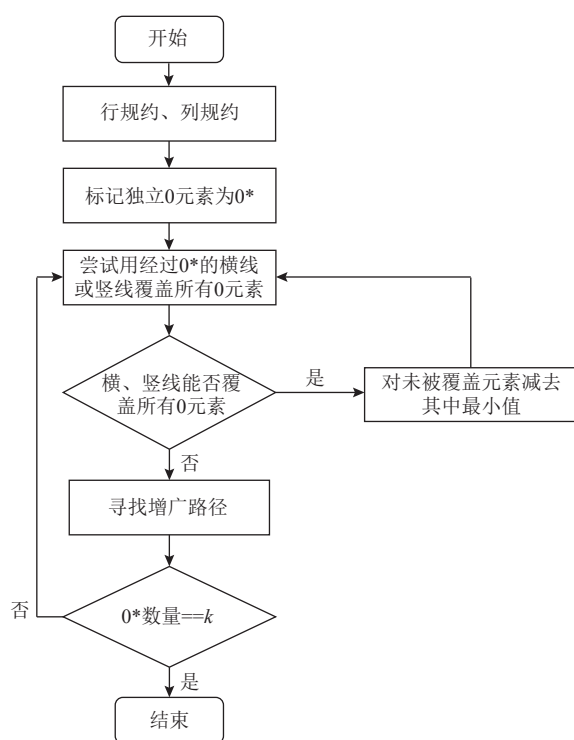 开始
行规约、列规约
标记独立0元素为0*
尝试用经过0*的横线
或竖线覆盖所有0元素
横、竖线能否覆
盖所有0元素
是
对未被覆盖元素减去
其中最小值
否
寻找增广路径
0*数量==k
否
是
结束